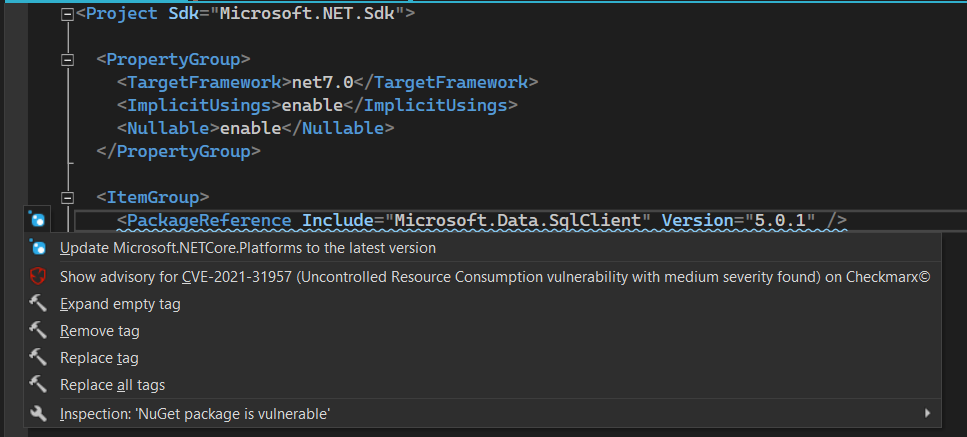 <Project Sdk="Microsoft.NET.Sdk">
<PropertyGroup>
<TargetFramework>net7.0</TargetFramework>
<ImplicitUsings>enable</ImplicitUsings>
<Nullable>enable</Nullable>
</PropertyGroup>
<ItemGroup>
<PackageReference Include="Microsoft.Data.SqlClient" Version="5.0.1" />
Update Microsoft.NETCore.Platforms to the latest version
Show advisory for CVE-2021-31957 (Uncontrolled Resource Consumption vulnerability with medium severity found) on Checkmarx©
Expand empty tag
Remove tag
Replace tag
Replace all tags
Inspection: 'NuGet package is vulnerable'